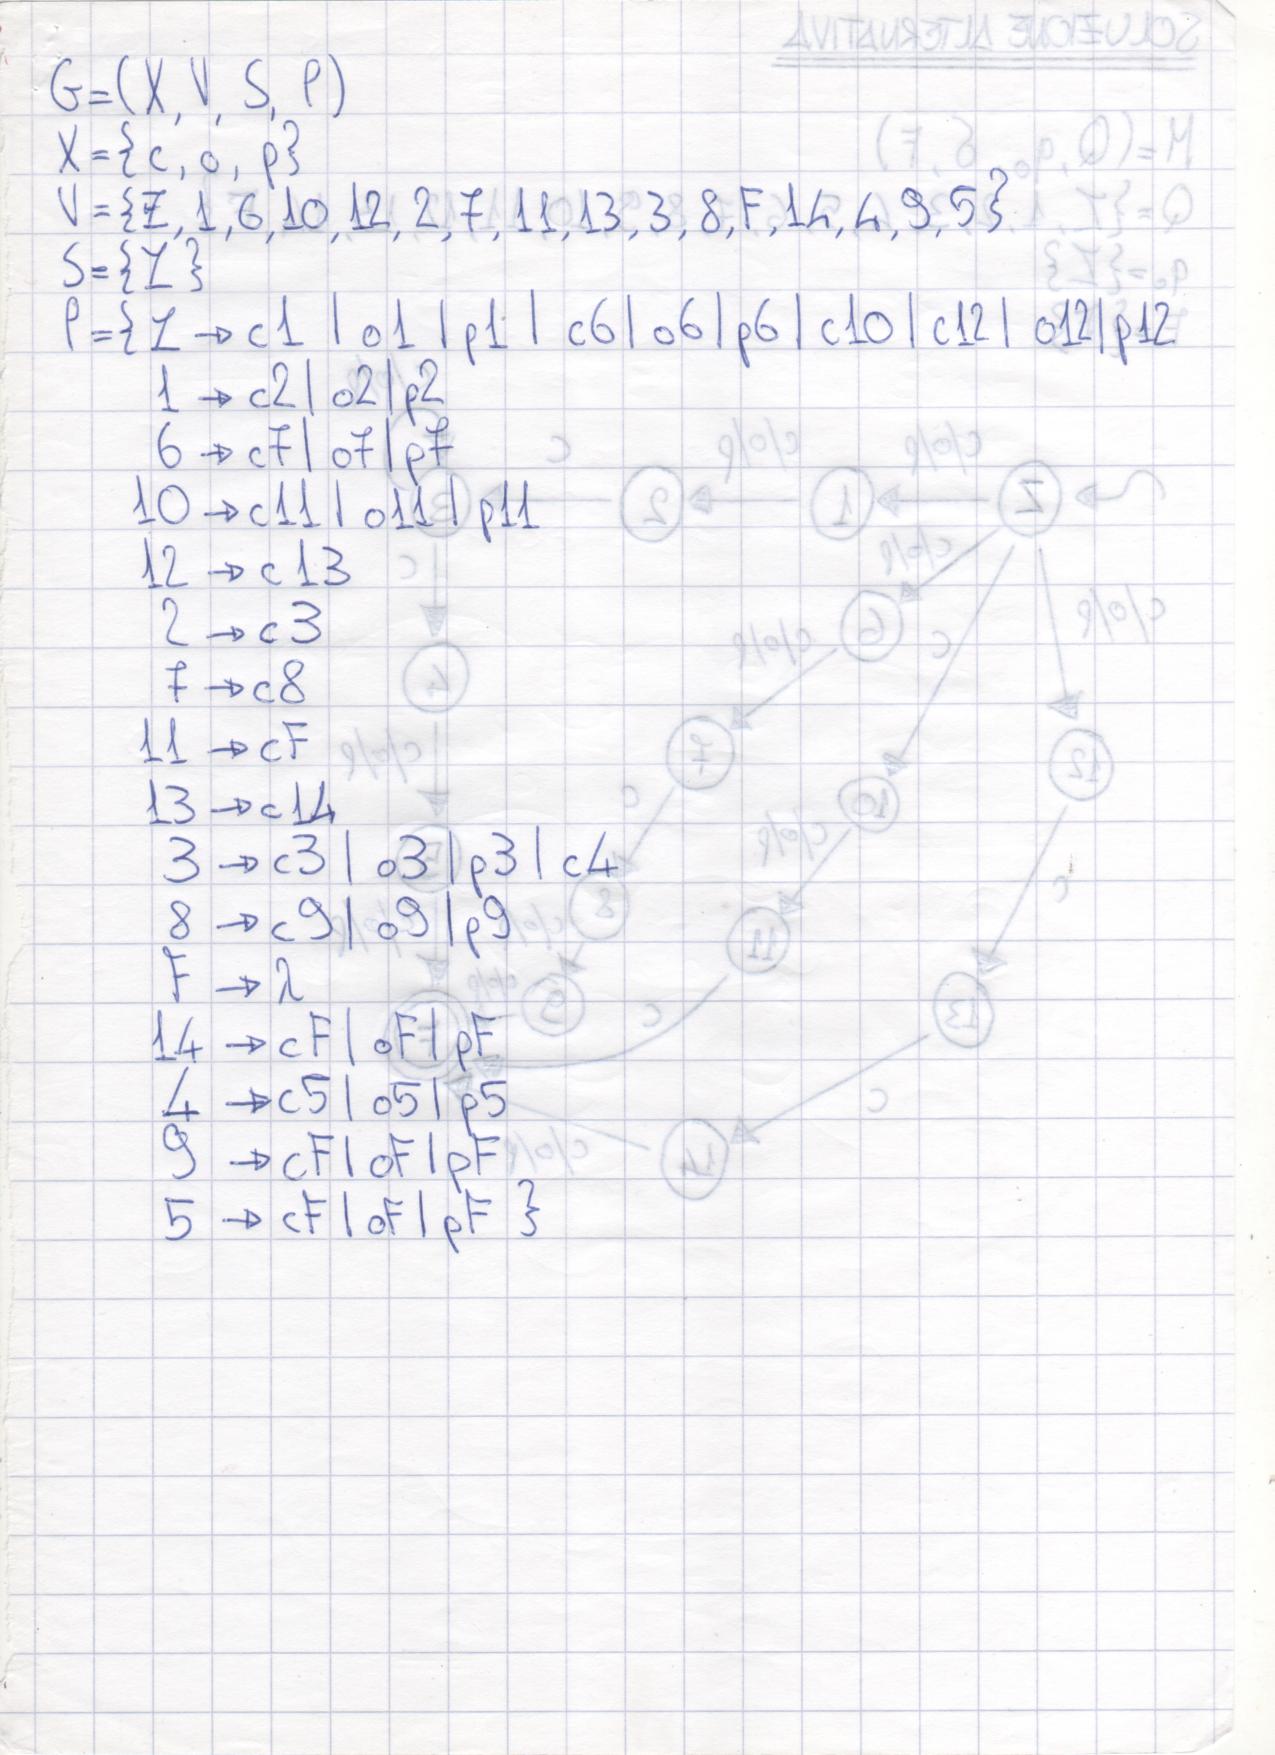 G=(X, V, S, P)
X={c, o, p}
V={Z, 1, 6, 10, 12, 2, 7, 11, 13, 3, 8, F, 14, 4, 9, 5}
S={Z}
P={Z → c1 | o1 | p1 | c6 | o6 | p6 | c10 | c12 | o12 | p12
1 → c2 | o2 | p2
6 → c7 | o7 | p7
10 → c11 | o11 | p11
12 → c13
2 → c3
7 → c8
11 → cF
13 → c14
3 → c3 | o3 | p3 | c4
8 → c9 | o9 | p9
F → λ
14 → cF | oF | pF
4 → c5 | o5 | p5
9 → cF | oF | pF
5 → cF | oF | pF }